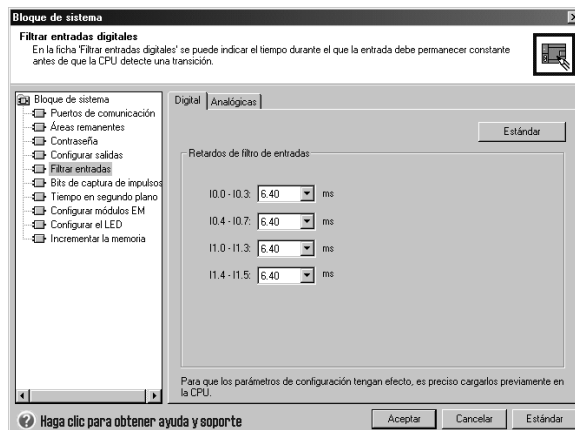 Bloque de sistema
Filtrar entradas digitales
En la ficha 'Filtrar entradas digitales' se puede indicar el tiempo durante el que la entrada debe permanecer constante
antes de que la CPU detecte una transición.
Bloque de sistema
Puertos de comunicación
Áreas remanentes
Contraseña
Configurar salidas
Filtrar entradas
Bits de captura de impulsos
Tiempo en segundo plano
Configurar módulos EM
Configurar el LED
Incrementar la memoria
Digital Analógicas
Estándar
Retardos de filtro de entradas
I0.0 - I0.3: 6.40 ms
I0.4 - I0.7: 6.40 ms
I1.0 - I1.3: 6.40 ms
I1.4 - I1.5: 6.40 ms
Para que los parámetros de configuración tengan efecto, es preciso cargarlos previamente en
la CPU.
Haga clic para obtener ayuda y soporte
Aceptar Cancelar Estándar